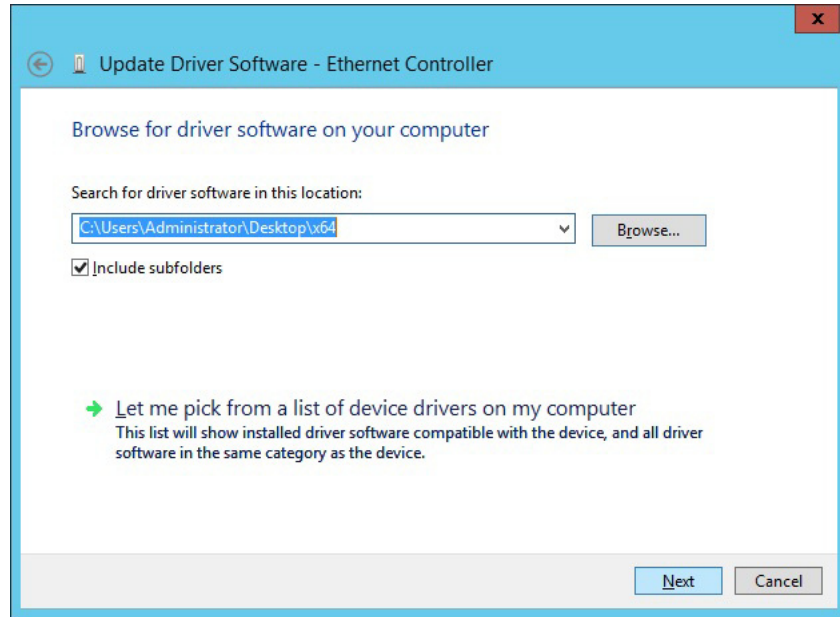 x
Update Driver Software - Ethernet Controller
Browse for driver software on your computer
Search for driver software in this location:
C:\Users\Administrator\Desktop\x64
Browse...
Include subfolders
Let me pick from a list of device drivers on my computer
This list will show installed driver software compatible with the device, and all driver
software in the same category as the device.
Next Cancel